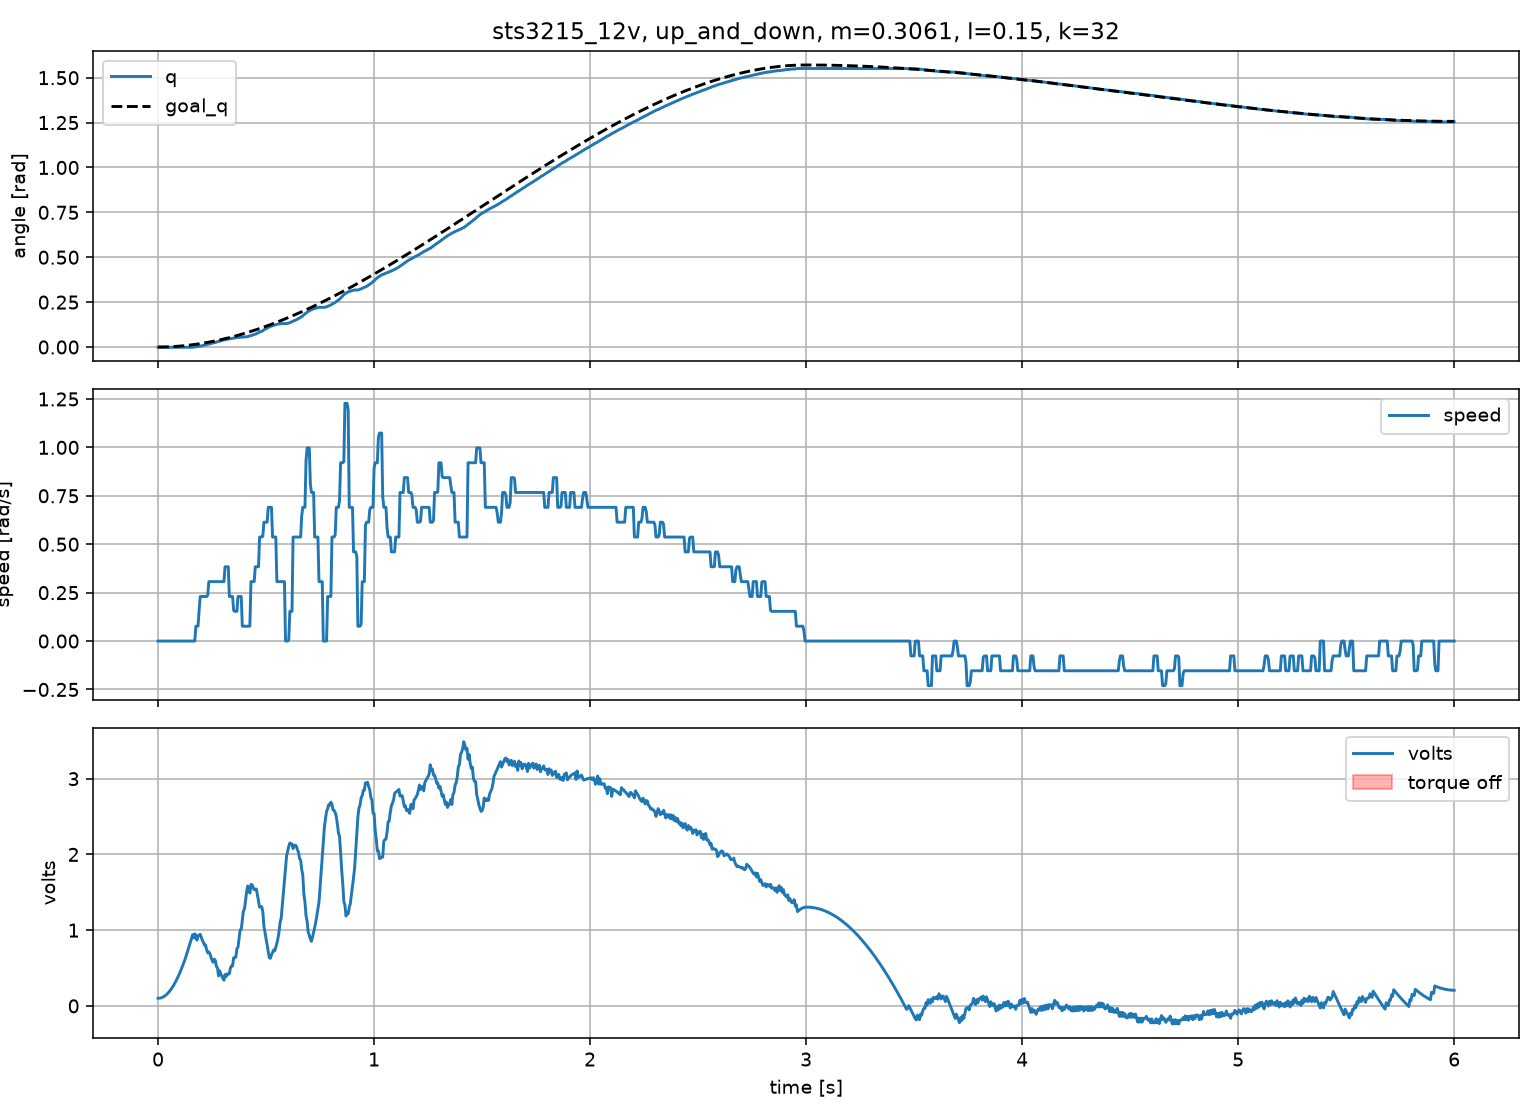 sts3215_12v, up_and_down, m=0.3061, l=0.15, k=32
q
goal_q
angle [rad]
1.50
1.25
1.00
0.75
0.50
0.25
0.00
speed
speed [rad/s]
1.25
1.00
0.75
0.50
0.25
0.00
−0.25
volts
torque off
volts
3
2
1
0
0 1 2 3 4 5 6
time [s]